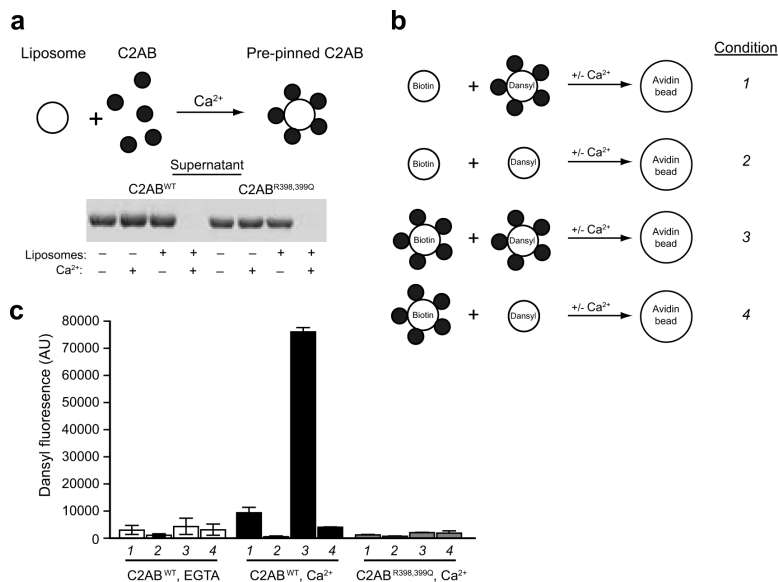 a
Liposome C2AB Pre-pinned C2AB
+ Ca²⁺
Supernatant
C2ABᵂᵀ C2ABᴿ³⁹⁸,³⁹⁹Q
Liposomes: – – + + – – + +
Ca²⁺: – + – + – + – +
b
Condition
Biotin + Dansyl +/- Ca²⁺ Avidin bead 1
Biotin + Dansyl +/- Ca²⁺ Avidin bead 2
Biotin + Dansyl +/- Ca²⁺ Avidin bead 3
Biotin + Dansyl +/- Ca²⁺ Avidin bead 4
c
Dansyl fluoresence (AU)
80000
70000
60000
50000
40000
30000
20000
10000
0
1 2 3 4 1 2 3 4 1 2 3 4
C2ABᵂᵀ, EGTA C2ABᵂᵀ, Ca²⁺ C2ABᴿ³⁹⁸,³⁹⁹Q, Ca²⁺